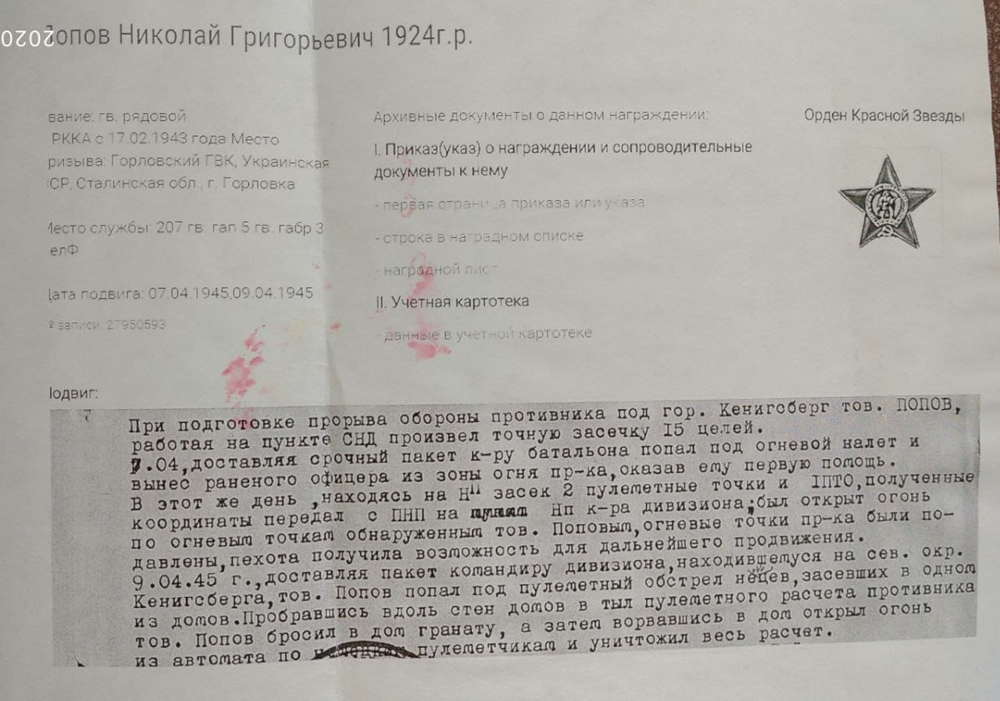 2020
Попов Николай Григорьевич 1924г.р.
вание: гв. рядовой
РККА с 17.02.1943 года Место
ризыва: Горловский ГВК, Украинская
СР, Сталинская обл., г. Горловка
Место службы: 207 гв. гап 5 гв. габр 3
елФ
Дата подвига: 07.04.1945,09.04.1945
№ записи: 27950593
Архивные документы о данном награждении:
I. Приказ(указ) о награждении и сопроводительные
документы к нему
- первая страница приказа или указа
- строка в наградном списке
- наградной лист
II. Учетная картотека
- данные в учетной картотеке
Орден Красной Звезды
Подвиг:
При подготовке прорыва обороны противника под гор. Кенигсберг тов. ПОПОВ,
работая на пункте СНД произвел точную засечку 15 целей.
7.04,доставляя срочный пакет к-ру батальона попал под огневой налет и
вынес раненого офицера из зоны огня пр-ка,оказав ему первую помощь.
В этот же день ,находясь на НП засек 2 пулеметные точки и 1ПТО,полученные
координаты передал с ПНП на Нп к-ра дивизиона;был открыт огонь
по огневым точкам обнаруженным тов. Поповым,огневые точки пр-ка были по-
давлены,пехота получила возможность для дальнейшего продвижения.
9.04.45 г.,доставляя пакет командиру дивизиона,находившемуся на сев. окр.
Кенигсберга,тов. Попов попал под пулеметный обстрел немцев,засевших в одном
из домов.Пробравшись вдоль стен домов в тыл пулеметного расчета противника
тов. Попов бросил в дом гранату, а затем ворвавшись в дом открыл огонь
из автомата по пулеметчикам и уничтожил весь расчет.